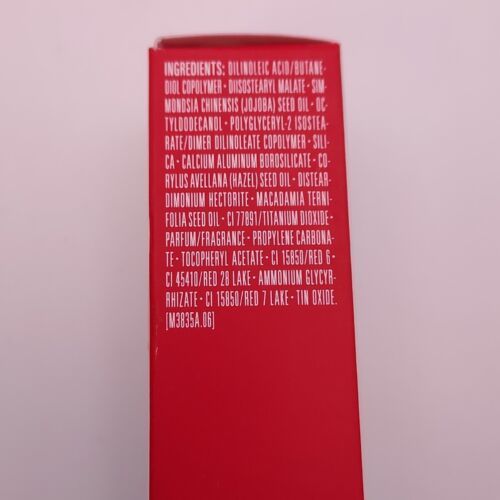 INGREDIENTS: DILINOLEIC ACID/BUTANE-
DIOL COPOLYMER • DIISOSTEARYL MALATE • SIM-
MONDSIA CHINENSIS (JOJOBA) SEED OIL • OC-
TYLDODECANOL • POLYGLYCERYL-2 ISOSTEA-
RATE/DIMER DILINOLEATE COPOLYMER • SILI-
CA • CALCIUM ALUMINUM BOROSILICATE • CO-
RYLUS AVELLANA (HAZEL) SEED OIL • DISTEAR-
DIMONIUM HECTORITE • MACADAMIA TERNI-
FOLIA SEED OIL • CI 77891/TITANIUM DIOXIDE •
PARFUM/FRAGRANCE • PROPYLENE CARBONA-
TE • TOCOPHERYL ACETATE • CI 15850/RED 6 •
CI 45410/RED 28 LAKE • AMMONIUM GLYCYR-
RHIZATE • CI 15850/RED 7 LAKE • TIN OXIDE.
[M3835A.06]